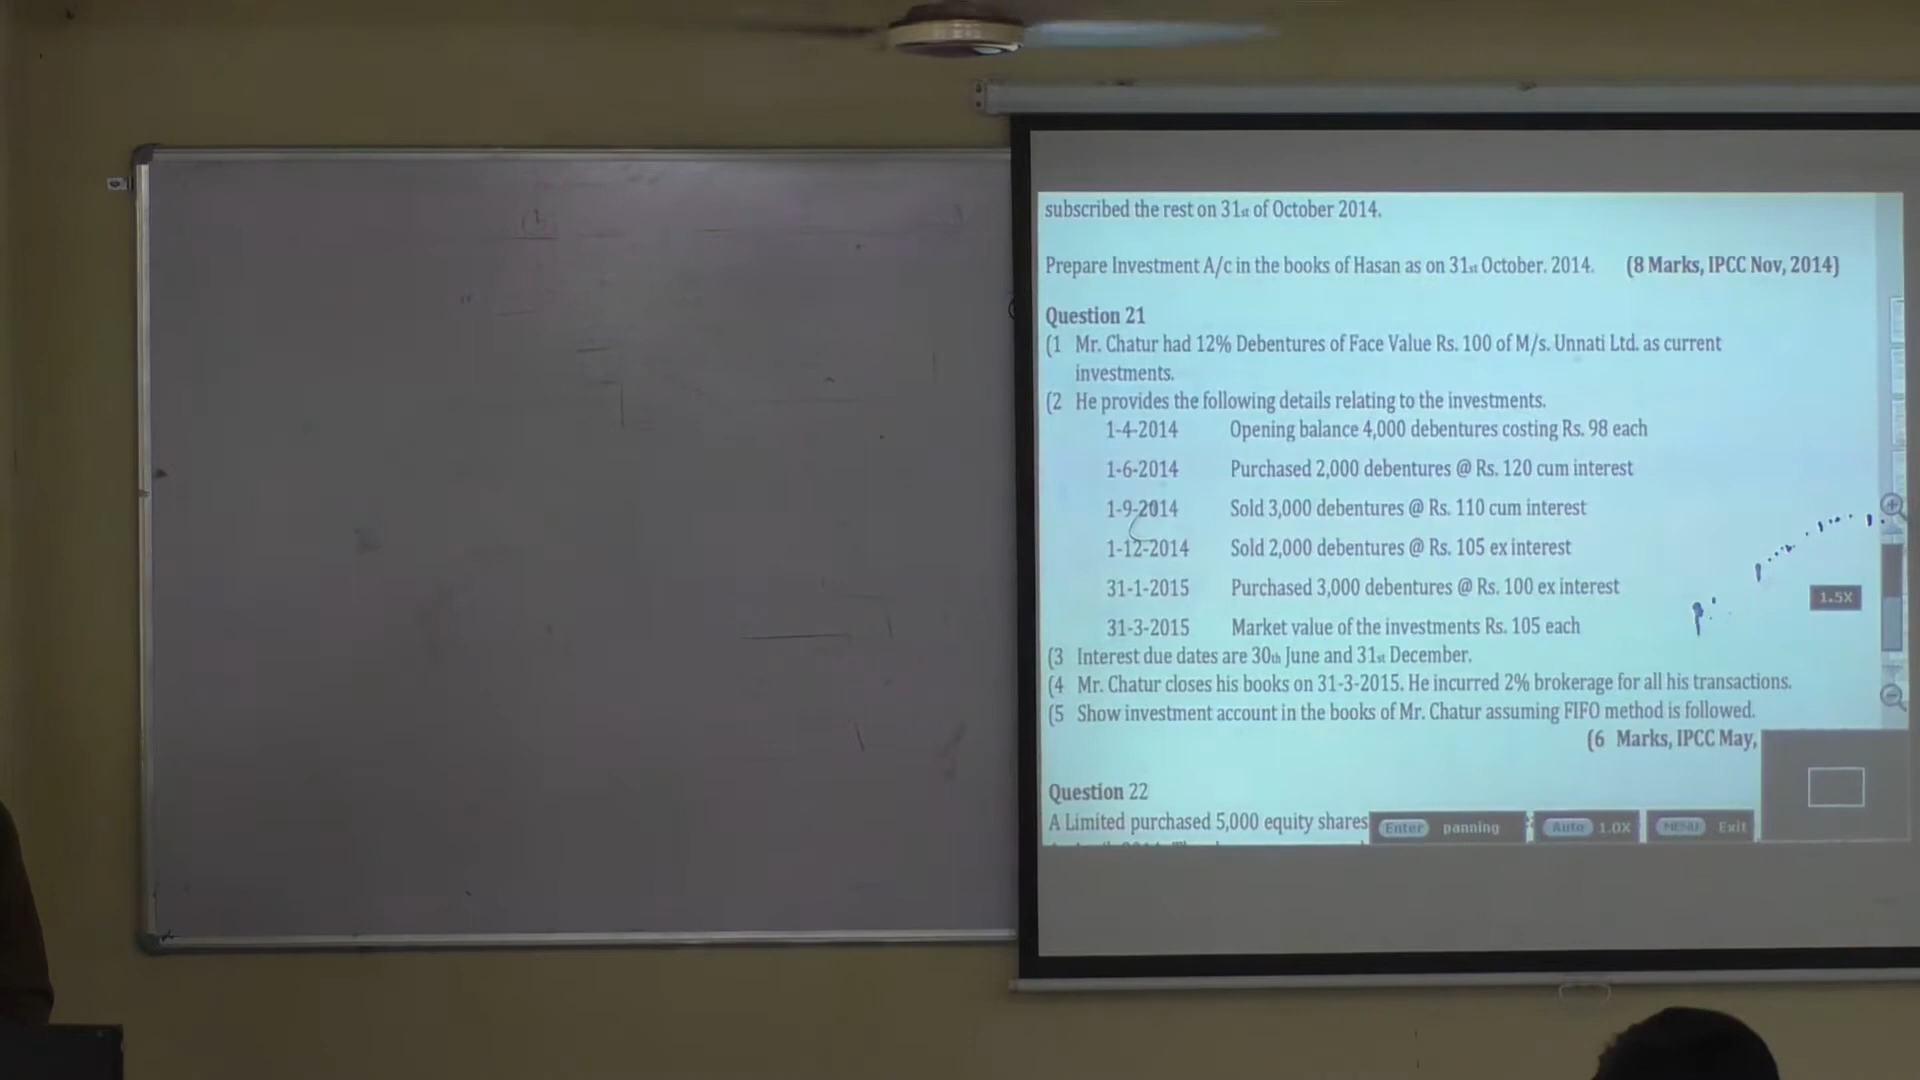 subscribed the rest on 31st of October 2014.
Prepare Investment A/c in the books of Hasan as on 31st October. 2014. (8 Marks, IPCC Nov, 2014)
Question 21
(1 Mr. Chatur had 12% Debentures of Face Value Rs. 100 of M/s. Unnati Ltd. as current
investments.
(2 He provides the following details relating to the investments.
1-4-2014 Opening balance 4,000 debentures costing Rs. 98 each
1-6-2014 Purchased 2,000 debentures @ Rs. 120 cum interest
1-9-2014 Sold 3,000 debentures @ Rs. 110 cum interest
1-12-2014 Sold 2,000 debentures @ Rs. 105 ex interest
31-1-2015 Purchased 3,000 debentures @ Rs. 100 ex interest
1.5X
31-3-2015 Market value of the investments Rs. 105 each
(3 Interest due dates are 30th June and 31st December.
(4 Mr. Chatur closes his books on 31-3-2015. He incurred 2% brokerage for all his transactions.
(5 Show investment account in the books of Mr. Chatur assuming FIFO method is followed.
(6 Marks, IPCC May,
Question 22
A Limited purchased 5,000 equity shares
Enter panning Auto 1.0X MENU Exit